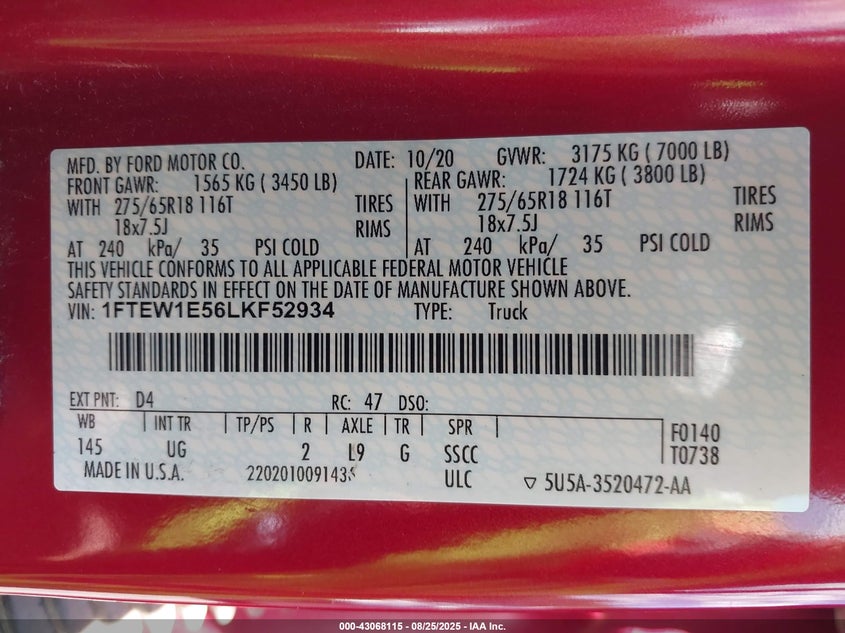 MFD. BY FORD MOTOR CO. DATE: 10/20 GVWR: 3175 KG ( 7000 LB)
FRONT GAWR: 1565 KG ( 3450 LB) REAR GAWR: 1724 KG ( 3800 LB)
WITH 275/65R18 116T TIRES WITH 275/65R18 116T TIRES
18x7.5J RIMS 18x7.5J RIMS
AT 240 kPa/ 35 PSI COLD AT 240 kPa/ 35 PSI COLD
THIS VEHICLE CONFORMS TO ALL APPLICABLE FEDERAL MOTOR VEHICLE
SAFETY STANDARDS IN EFFECT ON THE DATE OF MANUFACTURE SHOWN ABOVE.
VIN: 1FTEW1E56LKF52934 TYPE: Truck
EXT PNT: D4 RC: 47 DSO:
WB INT TR TP/PS R AXLE TR SPR F0140
145 UG 2 L9 G SSCC T0738
MADE IN U.S.A. ULC ▽ 5U5A-3520472-AA
000-43068115 - 08/25/2025 - IAA Inc.